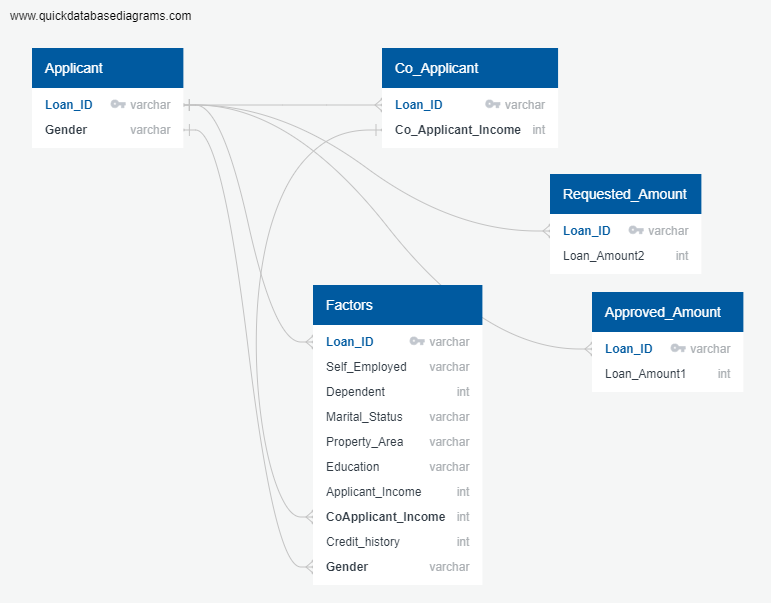 www.quickdatabasediagrams.com
Applicant
Loan_ID varchar
Gender varchar
Co_Applicant
Loan_ID varchar
Co_Applicant_Income int
Requested_Amount
Loan_ID varchar
Loan_Amount2 int
Factors
Loan_ID varchar
Self_Employed varchar
Dependent int
Marital_Status varchar
Property_Area varchar
Education varchar
Applicant_Income int
CoApplicant_Income int
Credit_history int
Gender varchar
Approved_Amount
Loan_ID varchar
Loan_Amount1 int